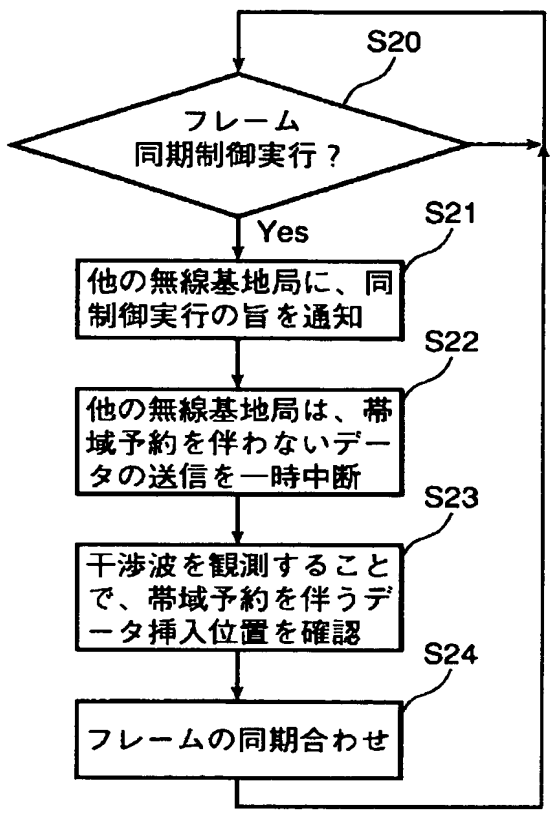 S20
フレーム
同期制御実行?
Yes
S21
他の無線基地局に、同
制御実行の旨を通知
S22
他の無線基地局は、帯
域予約を伴わないデー
タの送信を一時中断
S23
干渉波を観測すること
で、帯域予約を伴うデ
ータ挿入位置を確認
S24
フレームの同期合わせ